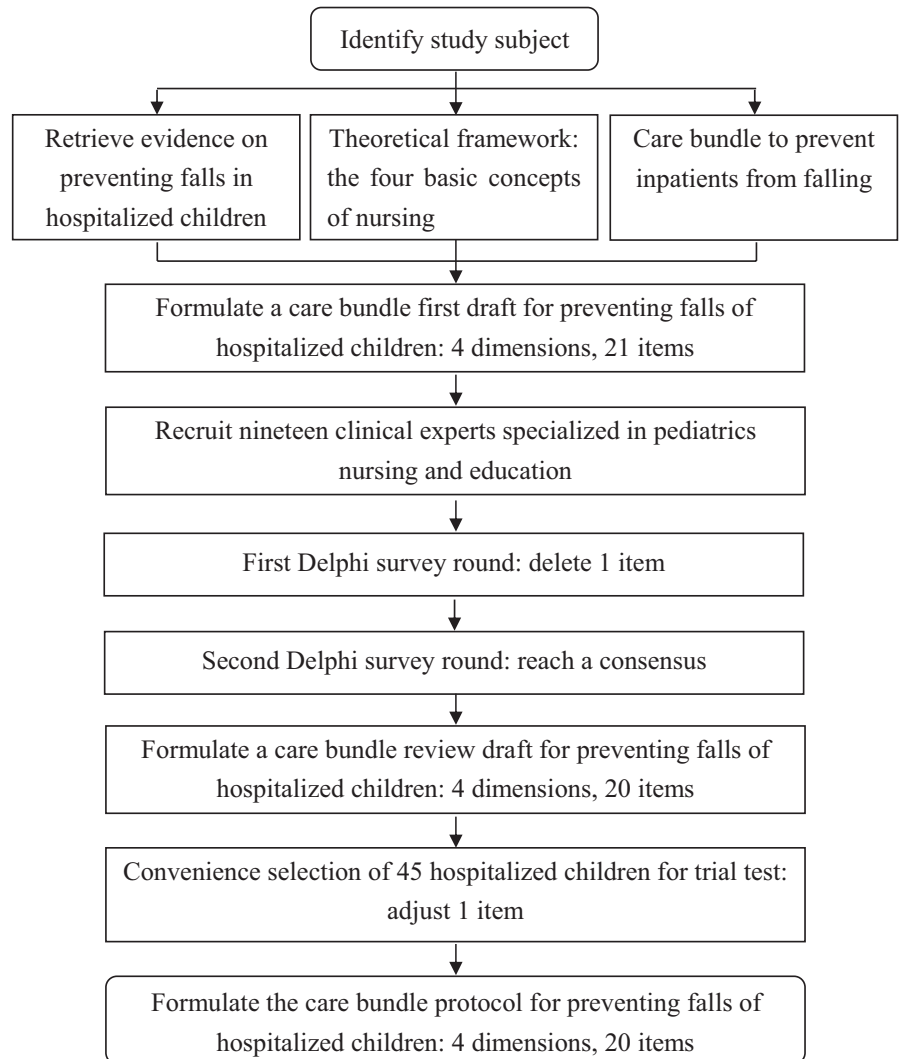 Identify study subject
Retrieve evidence on
preventing falls in
hospitalized children
Theoretical framework:
the four basic concepts
of nursing
Care bundle to prevent
inpatients from falling
Formulate a care bundle first draft for preventing falls of
hospitalized children: 4 dimensions, 21 items
Recruit nineteen clinical experts specialized in pediatrics
nursing and education
First Delphi survey round: delete 1 item
Second Delphi survey round: reach a consensus
Formulate a care bundle review draft for preventing falls of
hospitalized children: 4 dimensions, 20 items
Convenience selection of 45 hospitalized children for trial test:
adjust 1 item
Formulate the care bundle protocol for preventing falls of
hospitalized children: 4 dimensions, 20 items